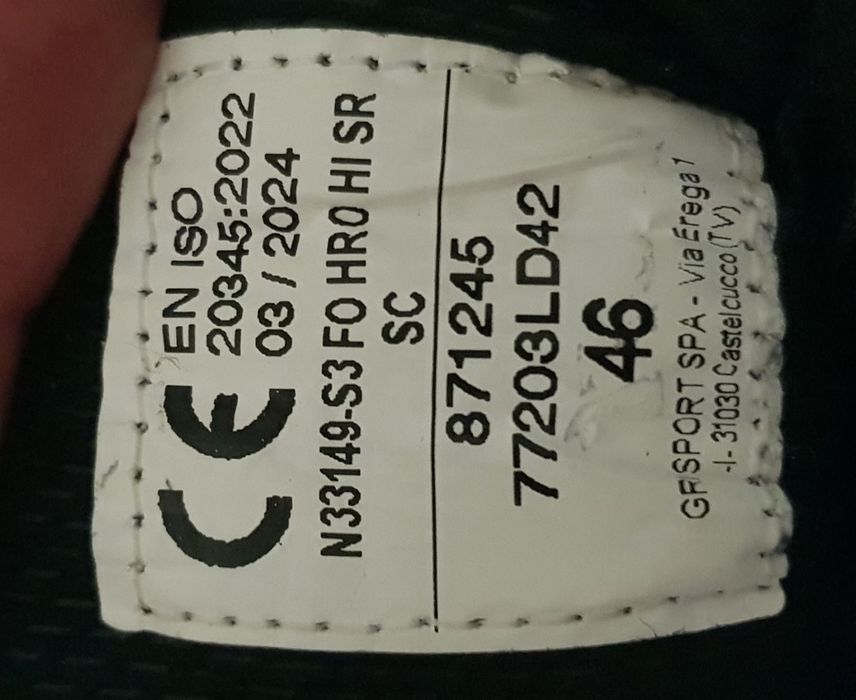 CE EN ISO
20345:2022
03 / 2024
N33149-S3 FO HRO HI SR
SC
871245
77203LD42
46
GFSPORT SPA - Via Erega 1
-I- 31030 Castelcucco (TV)